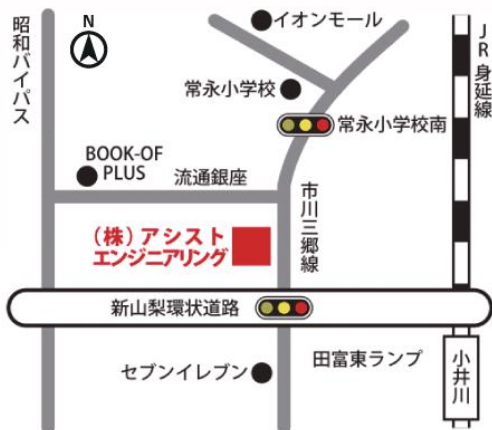 昭和バイパス
N
イオンモール
JR身延線
常永小学校
常永小学校南
BOOK-OF
PLUS
流通銀座
市川三郷線
(株)アシスト
エンジニアリング
新山梨環状道路
セブンイレブン
田富東ランプ
小井川